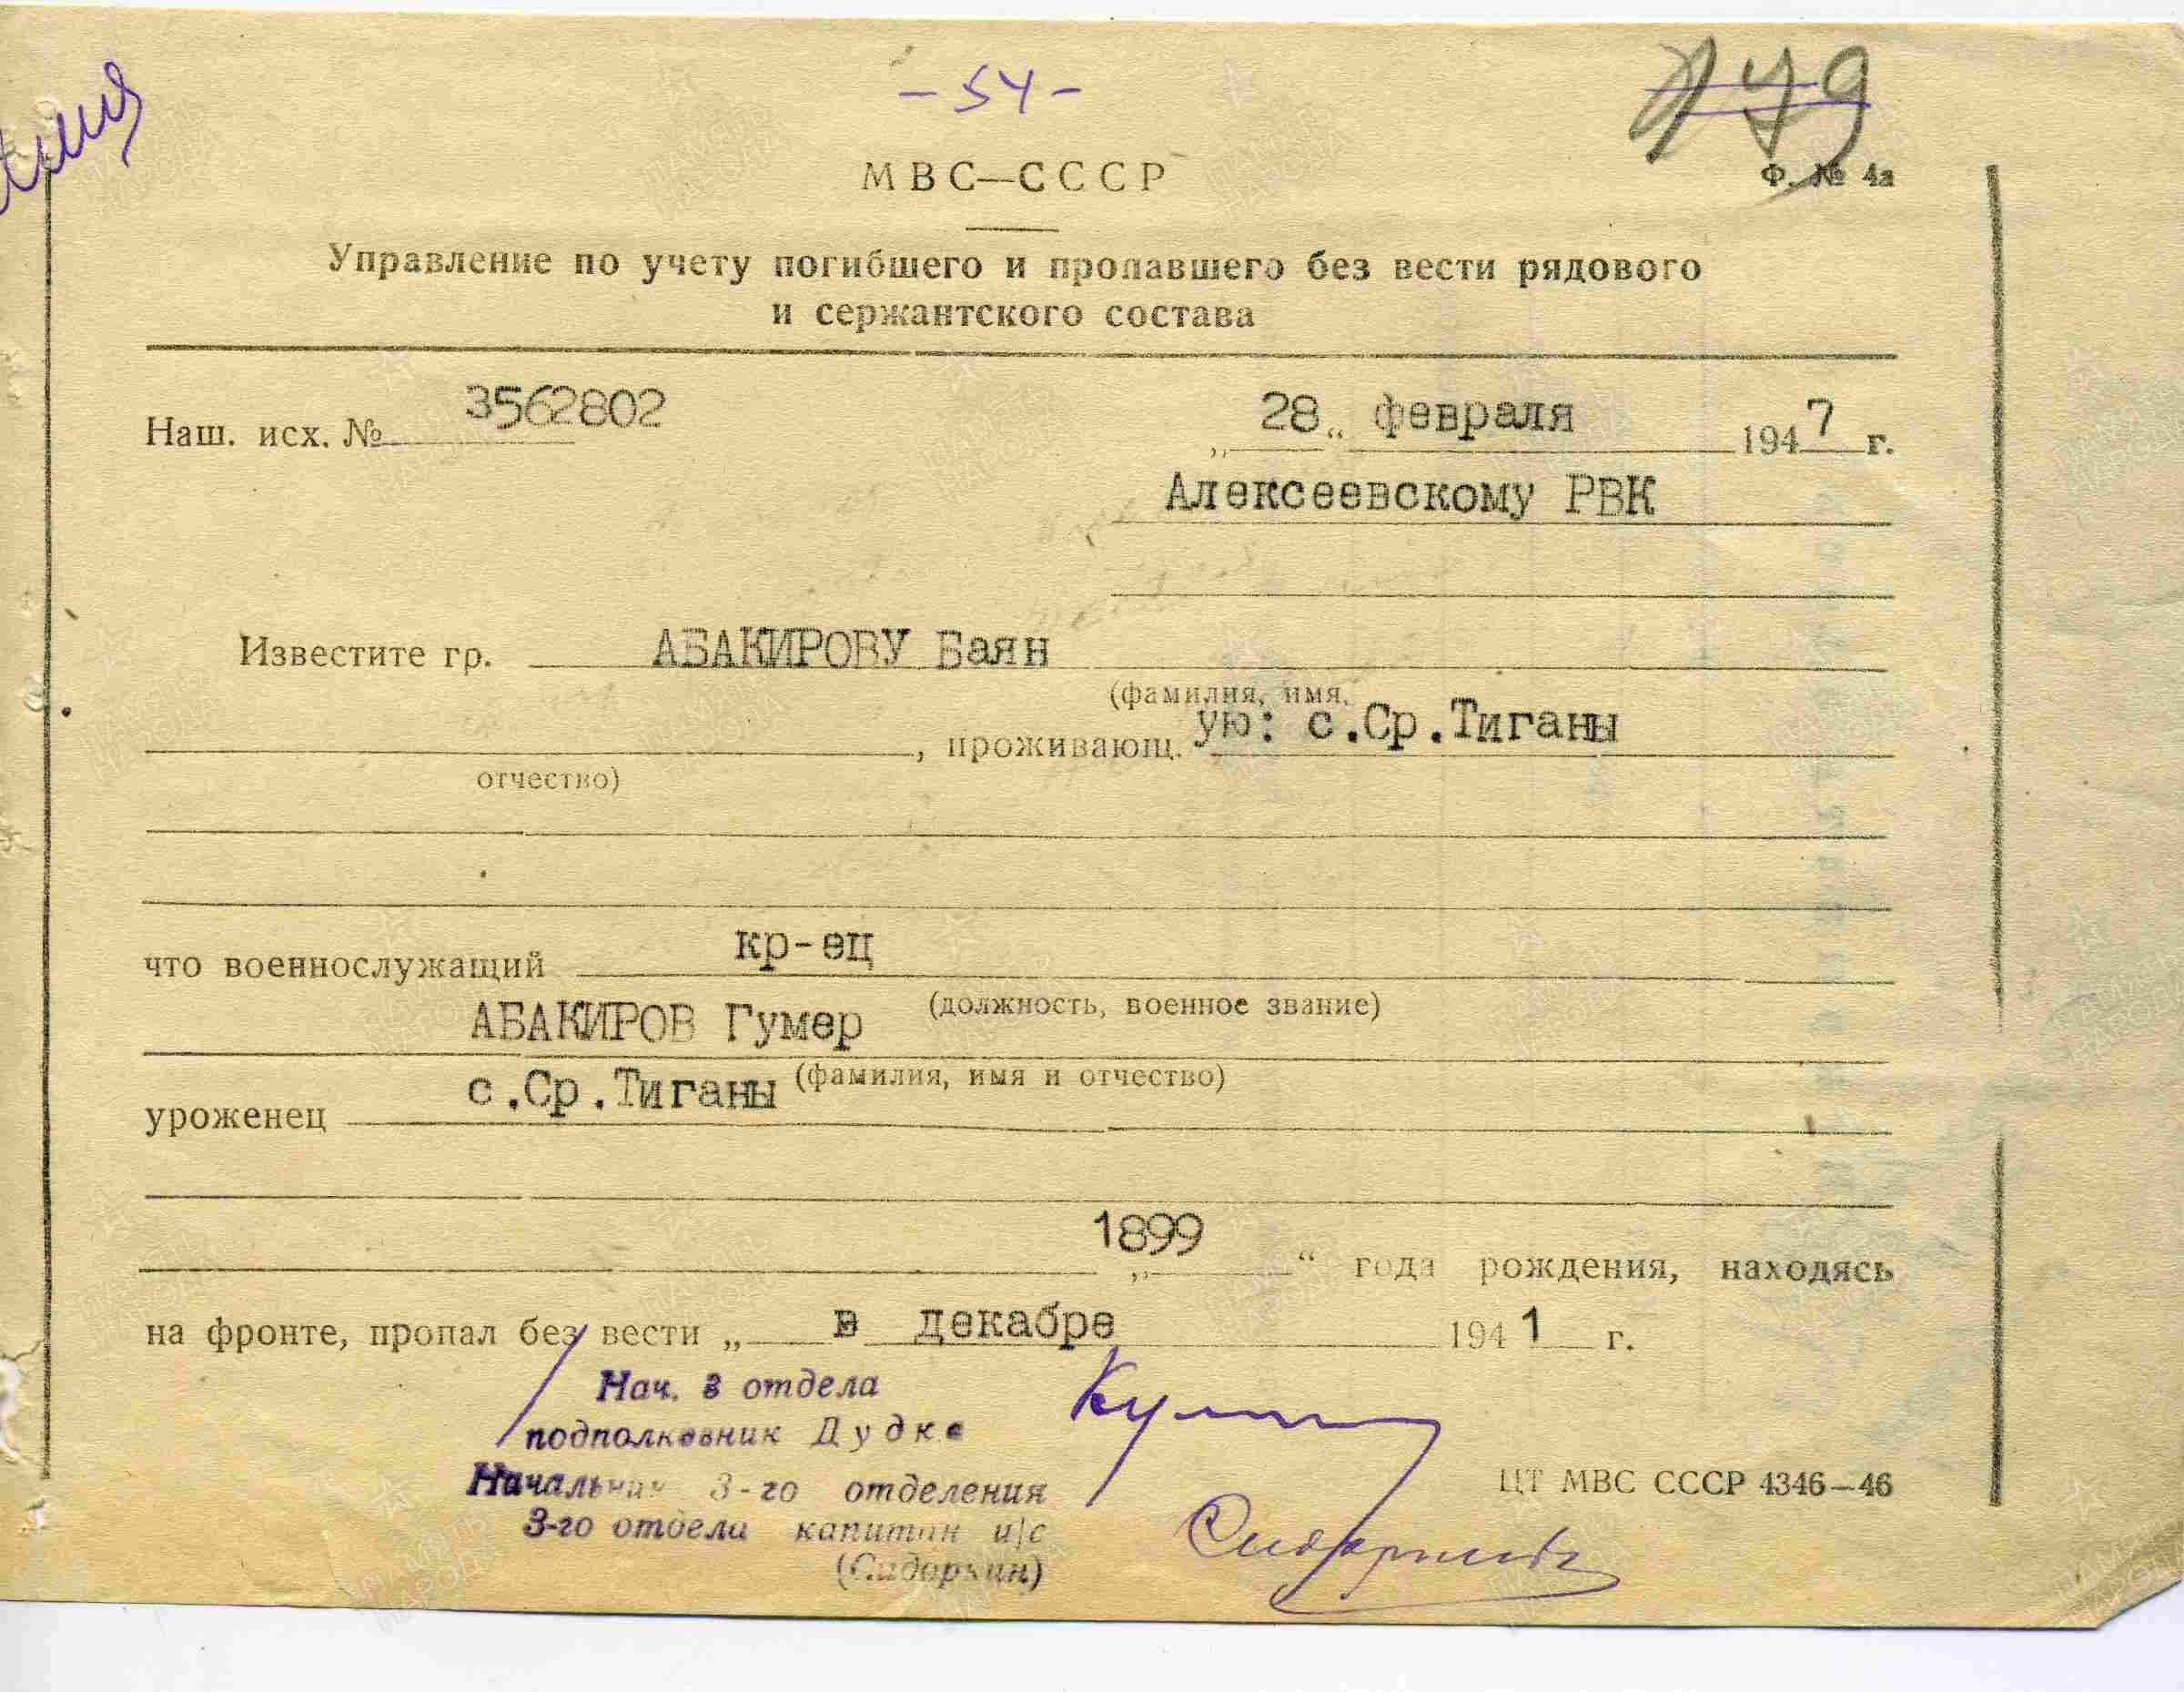 - 54 -
МВС—СССР
Ф. № 4а
Управление по учету погибшего и пропавшего без вести рядового
и сержантского состава
Наш. исх. № 3562802
„ 28 “ февраля 1947 г.
Алексеевскому РВК
Известите гр. АБАКИРОВУ Баян
(фамилия, имя,
, проживающ. ую: с.Ср.Тиганы
отчество)
что военнослужащий кр-ец
(должность, военное звание)
АБАКИРОВ Гумер
(фамилия, имя и отчество)
уроженец с.Ср.Тиганы
„ 1899 “ года рождения, находясь
на фронте, пропал без вести „ в декабре 1941 г.
Нач. 3 отдела
подполковник Дудке
Начальник 3-го отделения
3-го отдела капитан и/с
(Сидоркин)
ЦТ МВС СССР 4346—46